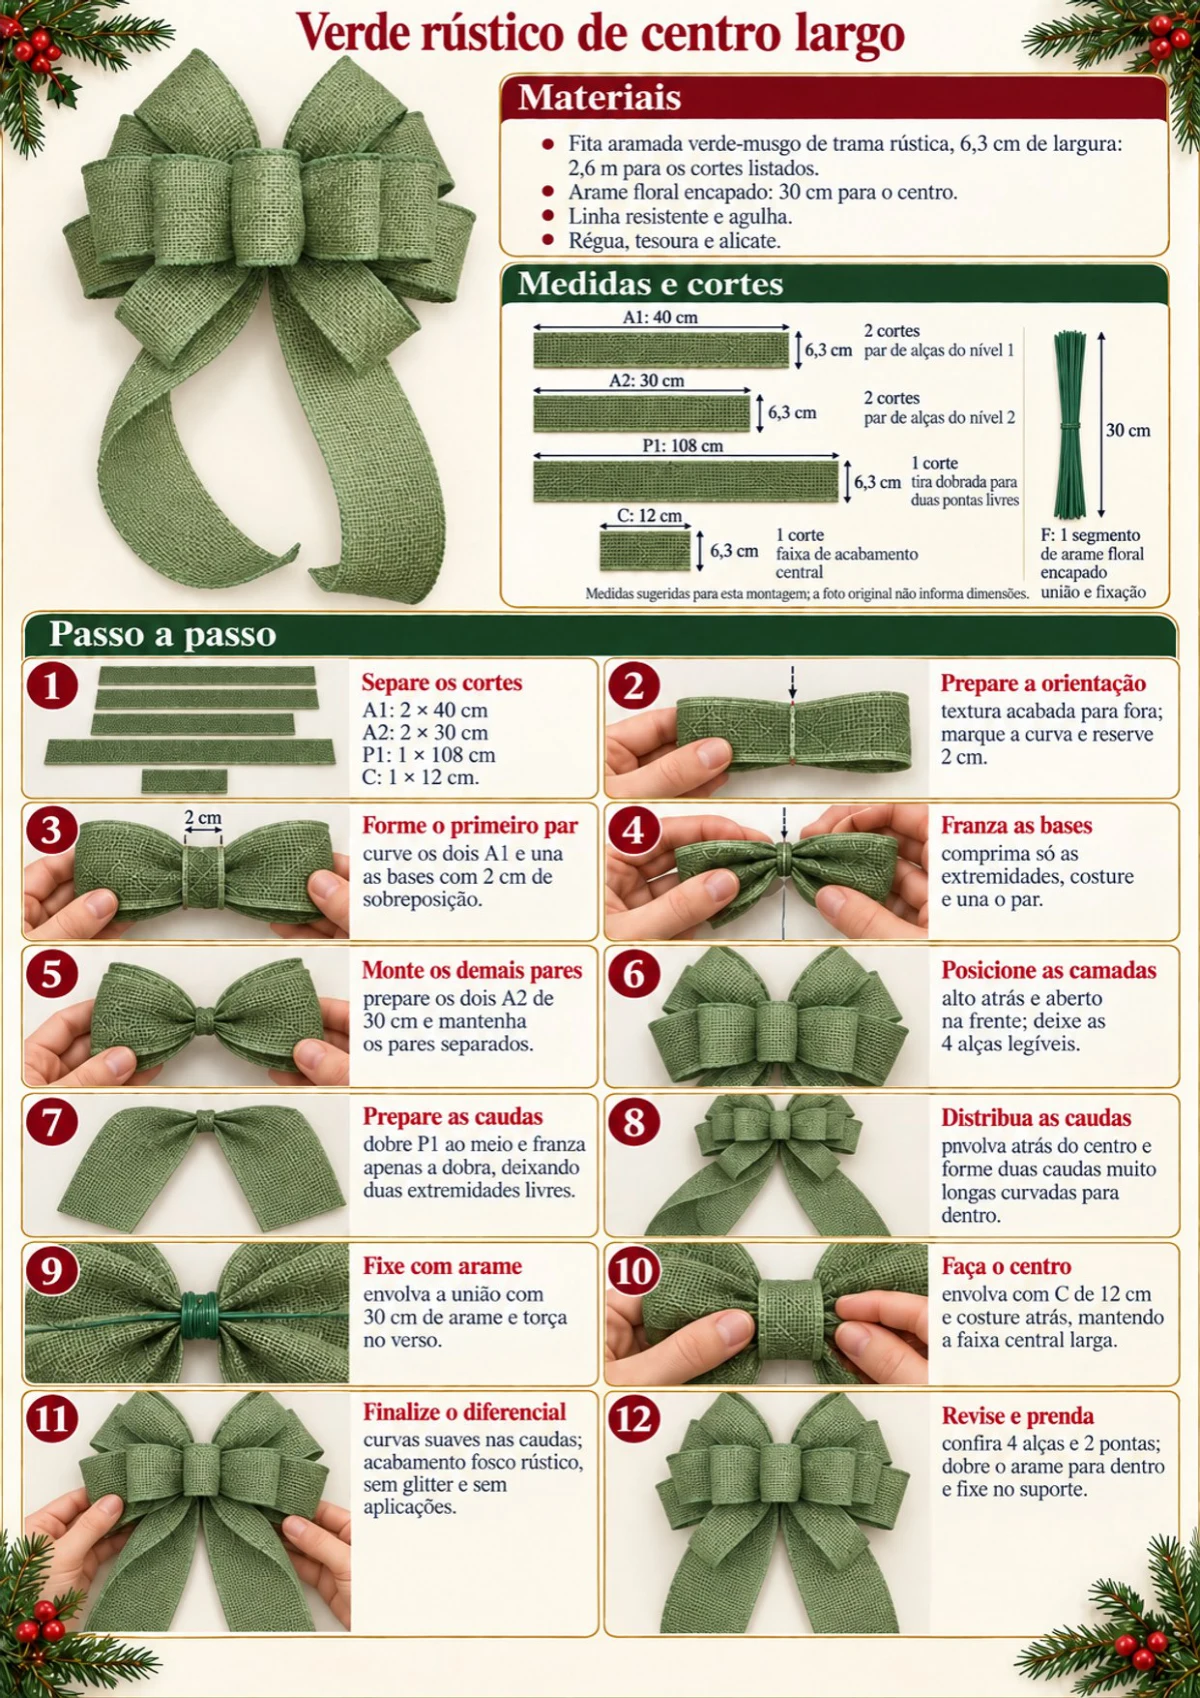 Verde rústico de centro largo
Materiais
Fita aramada verde-musgo de trama rústica, 6,3 cm de largura:
2,6 m para os cortes listados.
Arame floral encapado: 30 cm para o centro.
Linha resistente e agulha.
Régua, tesoura e alicate.
Medidas e cortes
A1: 40 cm
6,3 cm
2 cortes
par de alças do nível 1
A2: 30 cm
6,3 cm
2 cortes
par de alças do nível 2
P1: 108 cm
6,3 cm
1 corte
tira dobrada para
duas pontas livres
C: 12 cm
6,3 cm
1 corte
faixa de acabamento
central
30 cm
F: 1 segmento
de arame floral
encapado
união e fixação
Medidas sugeridas para esta montagem; a foto original não informa dimensões.
Passo a passo
1
Separe os cortes
A1: 2 × 40 cm
A2: 2 × 30 cm
P1: 1 × 108 cm
C: 1 × 12 cm.
2
Prepare a orientação
textura acabada para fora;
marque a curva e reserve
2 cm.
3
2 cm
Forme o primeiro par
curve os dois A1 e una
as bases com 2 cm de
sobreposição.
4
Franza as bases
comprima só as
extremidades, costure
e una o par.
5
Monte os demais pares
prepare os dois A2 de
30 cm e mantenha
os pares separados.
6
Posicione as camadas
alto atrás e aberto
na frente; deixe as
4 alças legíveis.
7
Prepare as caudas
dobre P1 ao meio e franza
apenas a dobra, deixando
duas extremidades livres.
8
Distribua as caudas
pnvolva atrás do centro e
forme duas caudas muito
longas curvadas para
dentro.
9
Fixe com arame
envolva a união com
30 cm de arame e torça
no verso.
10
Faça o centro
envolva com C de 12 cm
e costure atrás, mantendo
a faixa central larga.
11
Finalize o diferencial
curvas suaves nas caudas;
acabamento fosco rústico,
sem glitter e sem
aplicações.
12
Revise e prenda
confira 4 alças e 2 pontas;
dobre o arame para dentro
e fixe no suporte.